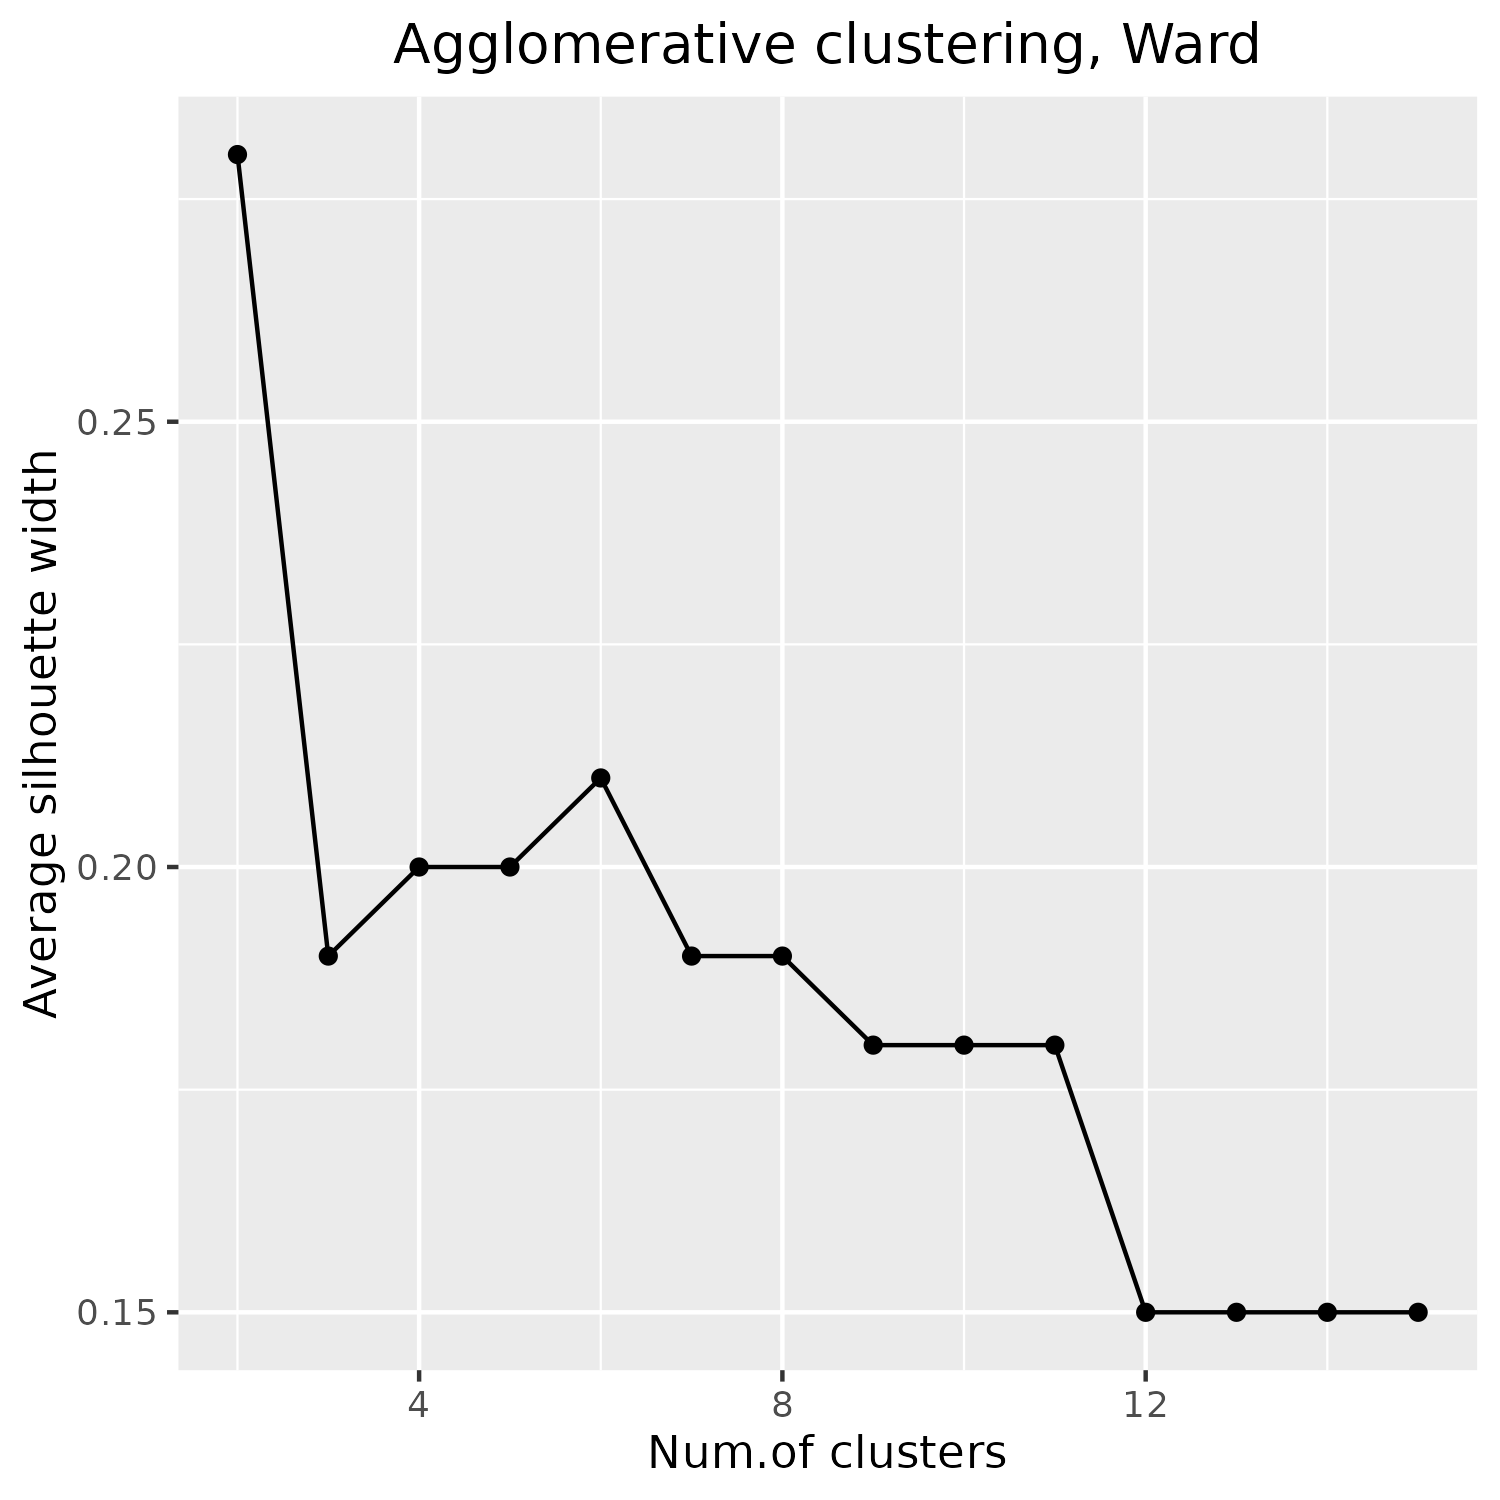 Agglomerative clustering, Ward
Average silhouette width
0.25
0.20
0.15
4 8 12
Num.of clusters